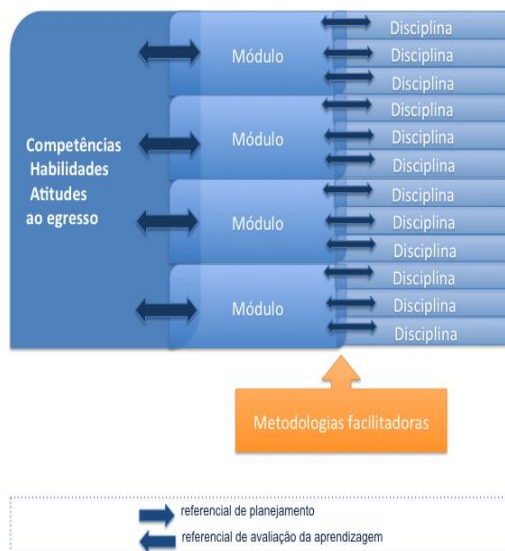 Competências
Habilidades
Atitudes
ao egresso
Módulo
Disciplina
Disciplina
Disciplina
Módulo
Disciplina
Disciplina
Disciplina
Módulo
Disciplina
Disciplina
Disciplina
Módulo
Disciplina
Disciplina
Disciplina
Metodologias facilitadoras
referencial de planejamento
referencial de avaliação da aprendizagem